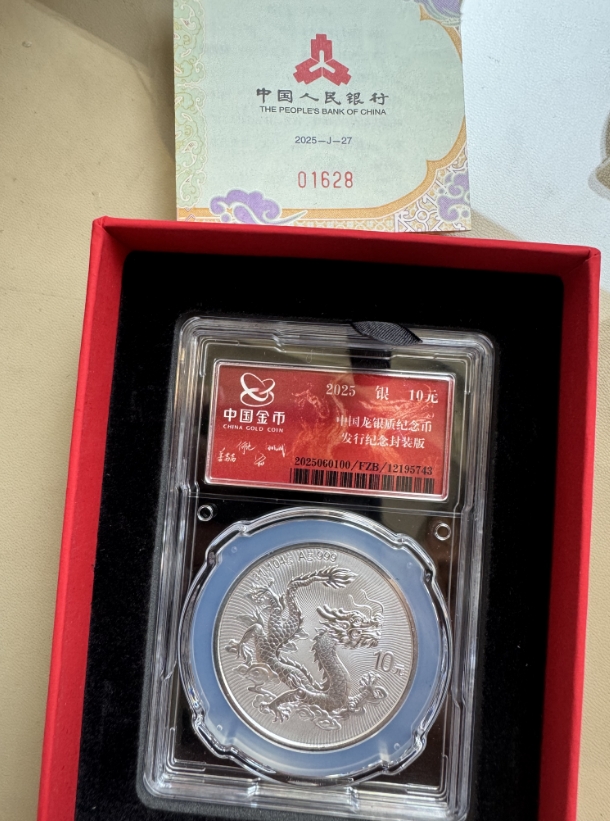 中国人民银行
THE PEOPLE'S BANK OF CHINA
2025—J—27
01628
中国金币
CHINA GOLD COIN
2025 银 10元
中国龙银质纪念币
发行纪念封装版
2025060100/FZB/12195743
Ag 999
10元